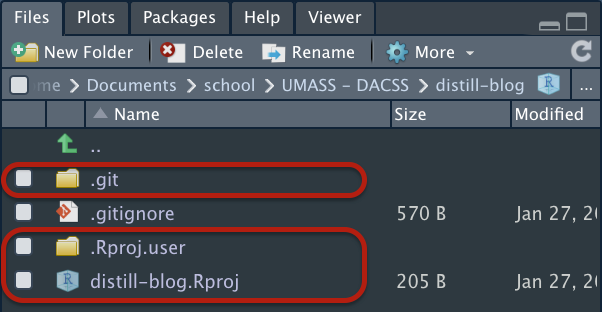 Files Plots Packages Help Viewer
New Folder Delete Rename More
me Documents school UMASS – DACSS distill-blog R ...
Name Size Modified
..
.git
.gitignore 570 B Jan 27, 20
.Rproj.user
R distill-blog.Rproj 205 B Jan 27, 20